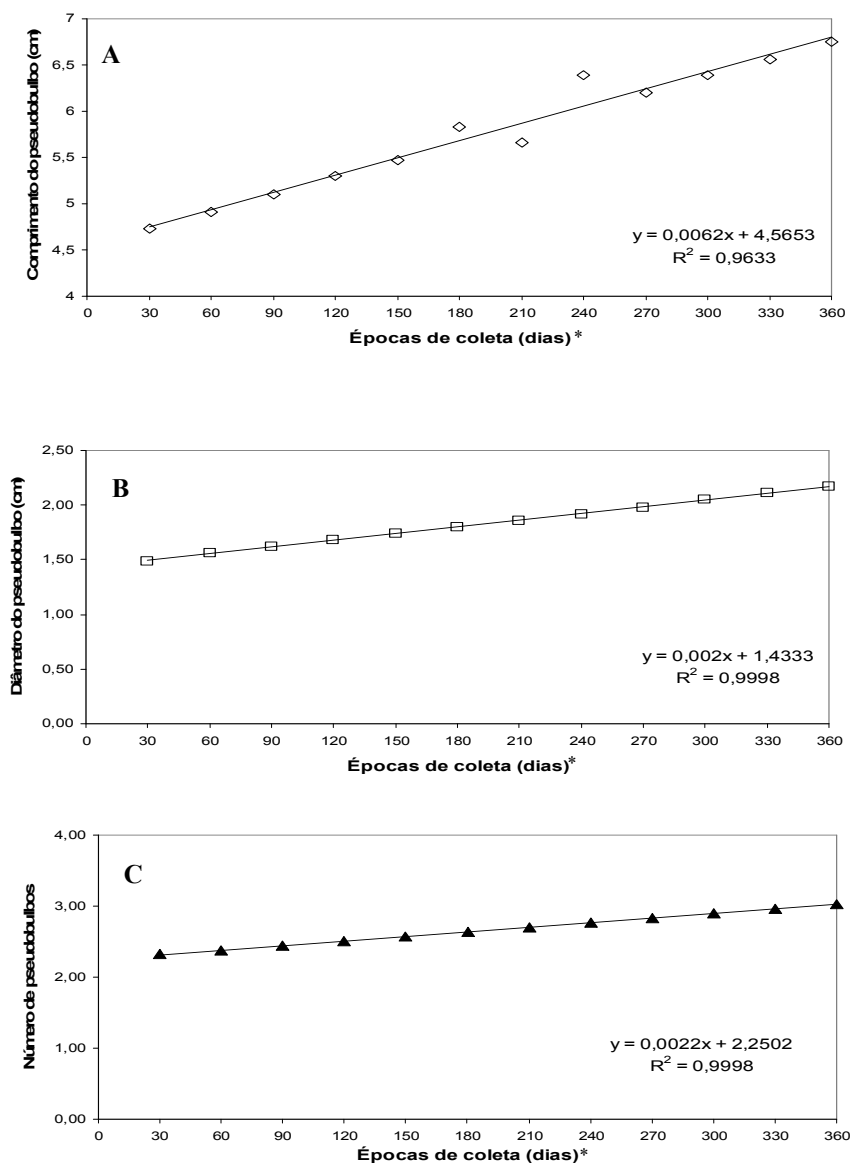 A
Comprimento do pseudobulbo (cm)
7
6,5
6
5,5
5
4,5
4
y = 0,0062x + 4,5653
R² = 0,9633
0 30 60 90 120 150 180 210 240 270 300 330 360
Épocas de coleta (dias) *
B
Diâmetro do pseudobulbo (cm)
2,50
2,00
1,50
1,00
0,50
0,00
y = 0,002x + 1,4333
R² = 0,9998
0 30 60 90 120 150 180 210 240 270 300 330 360
Épocas de coleta (dias)*
C
Número de pseudobulbos
4,00
3,00
2,00
1,00
0,00
y = 0,0022x + 2,2502
R² = 0,9998
0 30 60 90 120 150 180 210 240 270 300 330 360
Épocas de coleta (dias)*